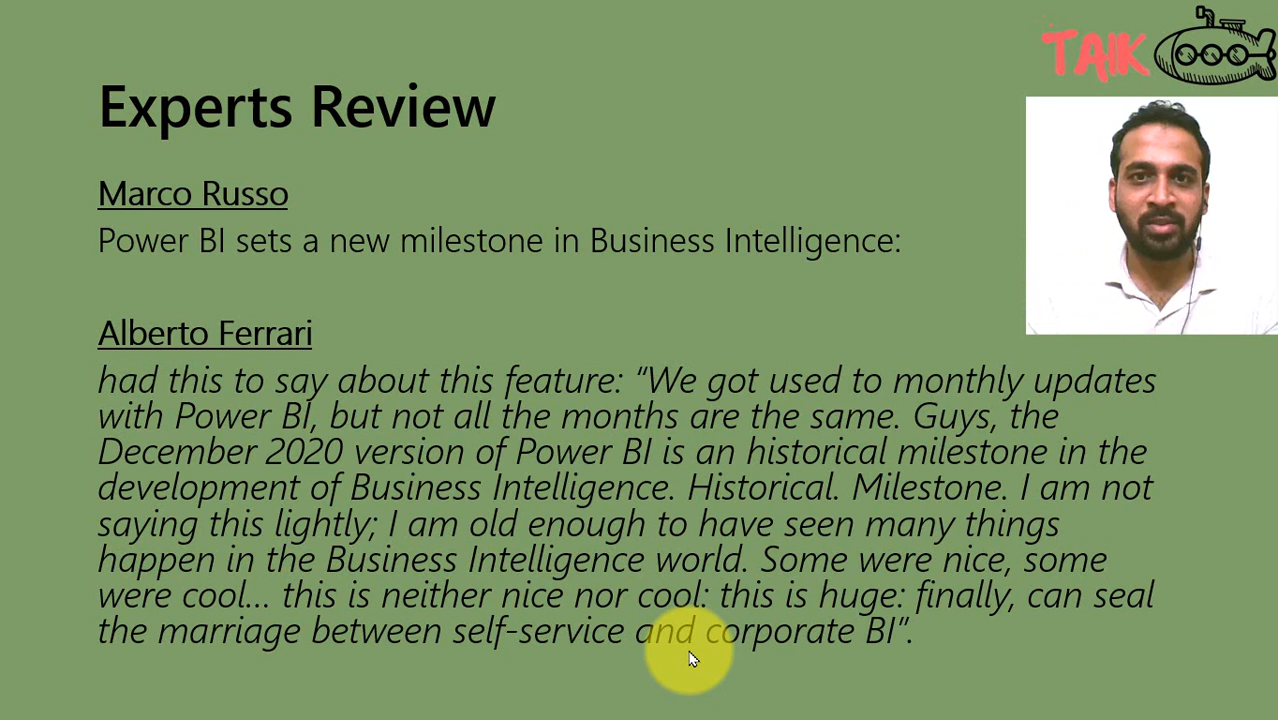 TAIK
Experts Review
Marco Russo
Power BI sets a new milestone in Business Intelligence:
Alberto Ferrari
had this to say about this feature: “We got used to monthly updates
with Power BI, but not all the months are the same. Guys, the
December 2020 version of Power BI is an historical milestone in the
development of Business Intelligence. Historical. Milestone. I am not
saying this lightly; I am old enough to have seen many things
happen in the Business Intelligence world. Some were nice, some
were cool... this is neither nice nor cool: this is huge: finally, can seal
the marriage between self-service and corporate BI”.